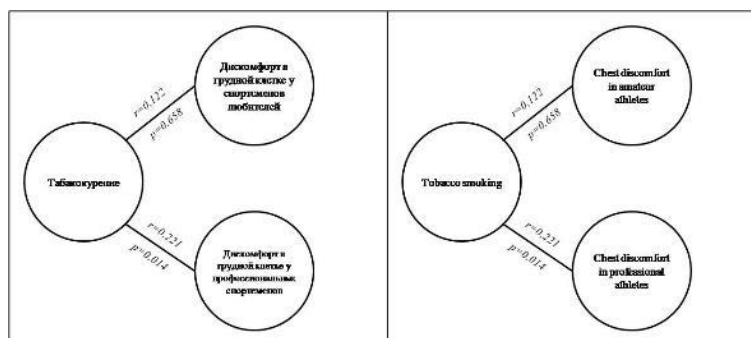 Дискомфорт в
грудной клетке у
спортсменов
любителей
r=0,122
p=0,658
Табакокурение
r=0,221
p=0,014
Дискомфорт в
грудной клетке у
профессиональных
спортсменов
Chest discomfort
in amateur
athletes
r=0,122
p=0,658
Tobacco smoking
r=0,221
p=0,014
Chest discomfort
in professional
athletes